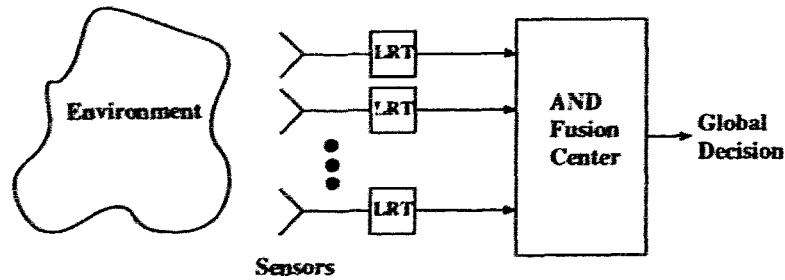 Environment
LRT
LRT
LRT
AND
Fusion
Center
Global
Decision
Sensors